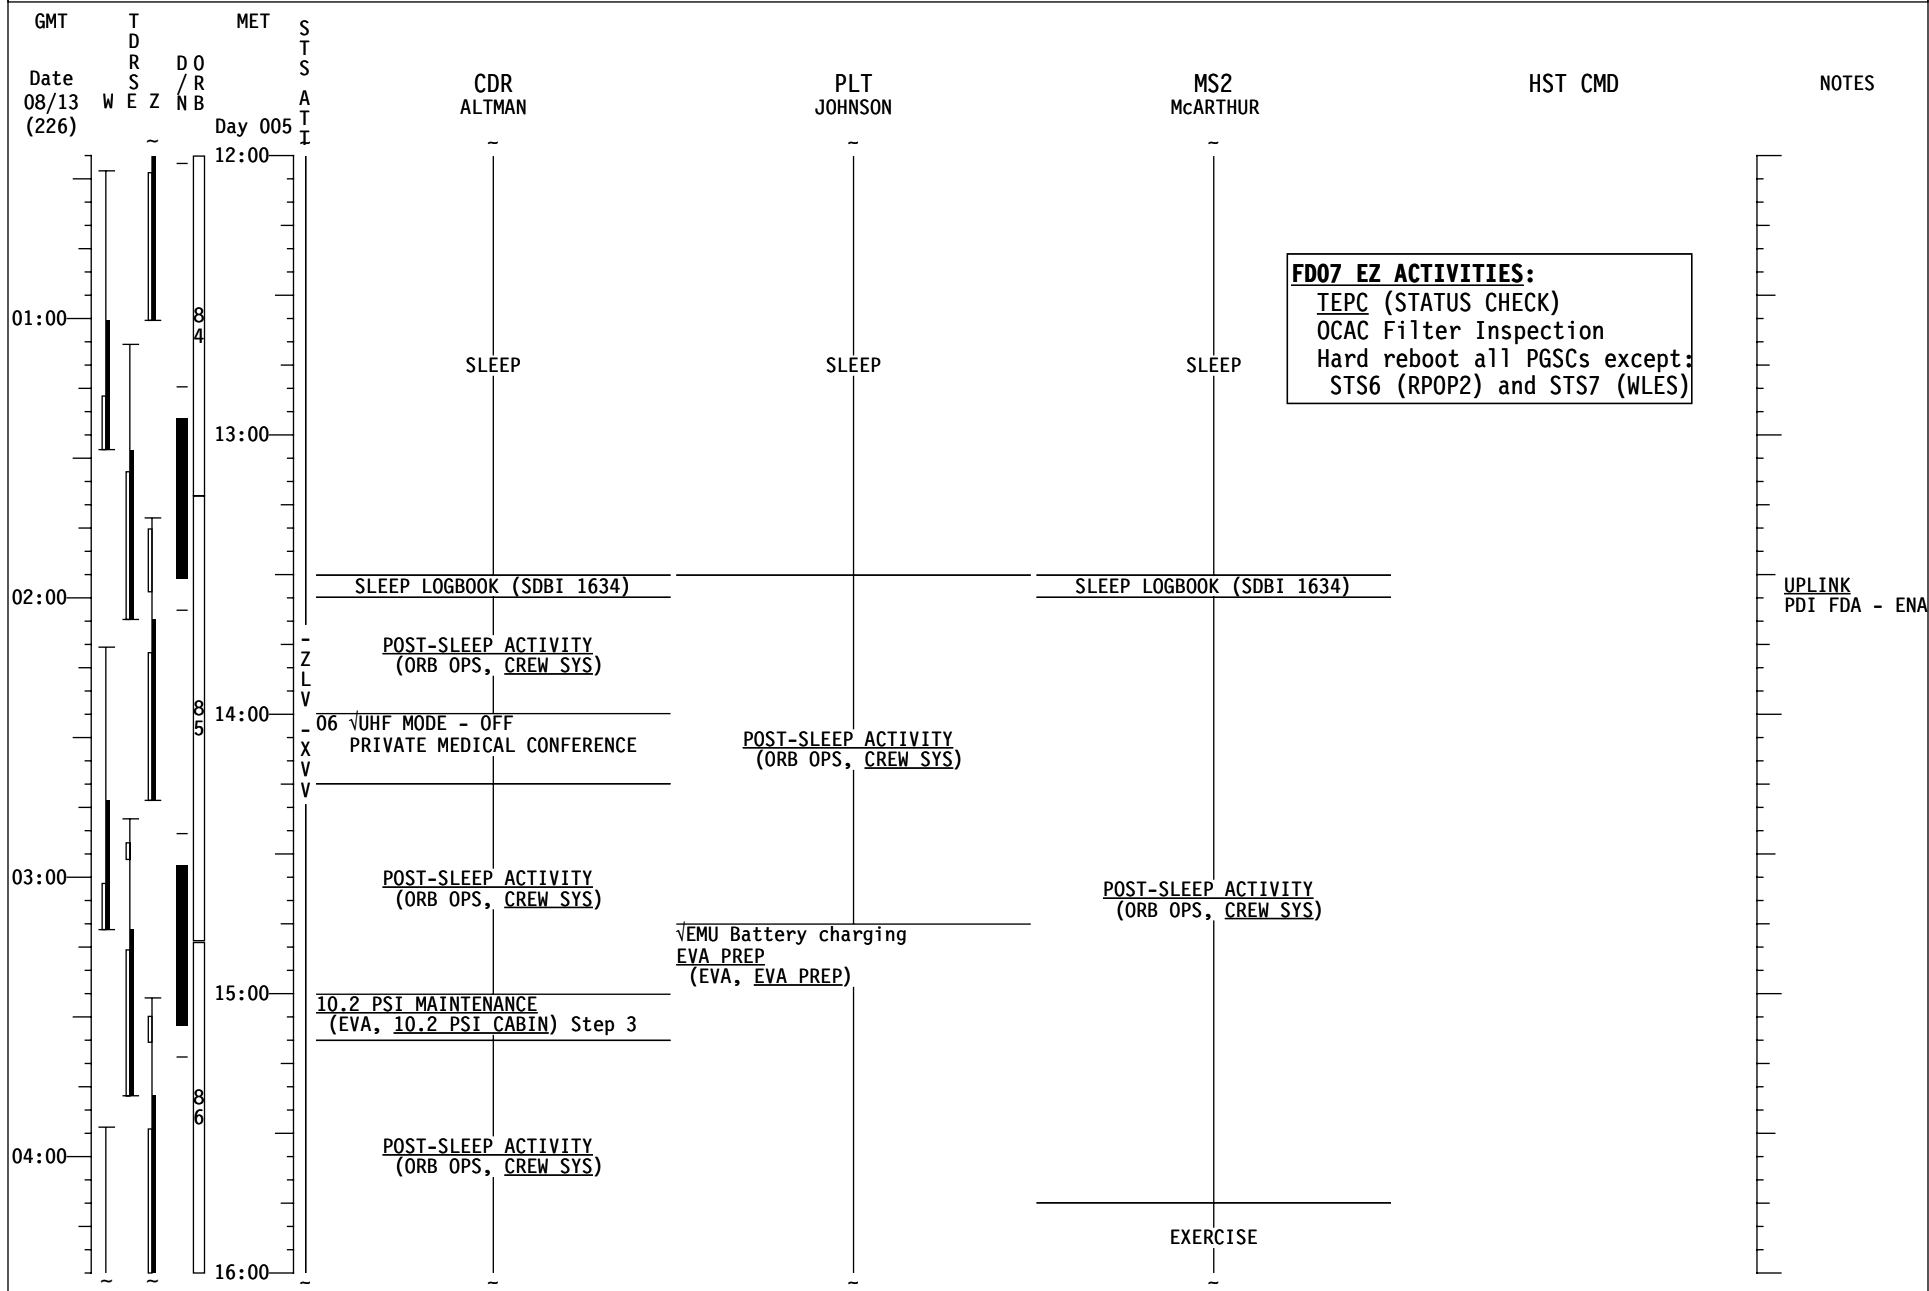 GMT
TDRSE
MET
STS ATT
D/N
ORB
Date
08/13
(226)
W E Z
Day 005
CDR
ALTMAN
PLT
JOHNSON
MS2
McARTHUR
HST CMD
NOTES
~
~
~
~
12:00
FD07 EZ ACTIVITIES:
TEPC (STATUS CHECK)
OCAC Filter Inspection
Hard reboot all PGSCs except:
STS6 (RPOP2) and STS7 (WLES)
01:00
84
SLEEP
SLEEP
SLEEP
13:00
SLEEP LOGBOOK (SDBI 1634)
SLEEP LOGBOOK (SDBI 1634)
UPLINK
PDI FDA - ENA
02:00
-ZLV -XVV
POST-SLEEP ACTIVITY
(ORB OPS, CREW SYS)
85
14:00
06 √UHF MODE - OFF
PRIVATE MEDICAL CONFERENCE
POST-SLEEP ACTIVITY
(ORB OPS, CREW SYS)
03:00
POST-SLEEP ACTIVITY
(ORB OPS, CREW SYS)
POST-SLEEP ACTIVITY
(ORB OPS, CREW SYS)
√EMU Battery charging
EVA PREP
(EVA, EVA PREP)
15:00
10.2 PSI MAINTENANCE
(EVA, 10.2 PSI CABIN) Step 3
86
04:00
POST-SLEEP ACTIVITY
(ORB OPS, CREW SYS)
EXERCISE
16:00
~
~
~
~
~
~